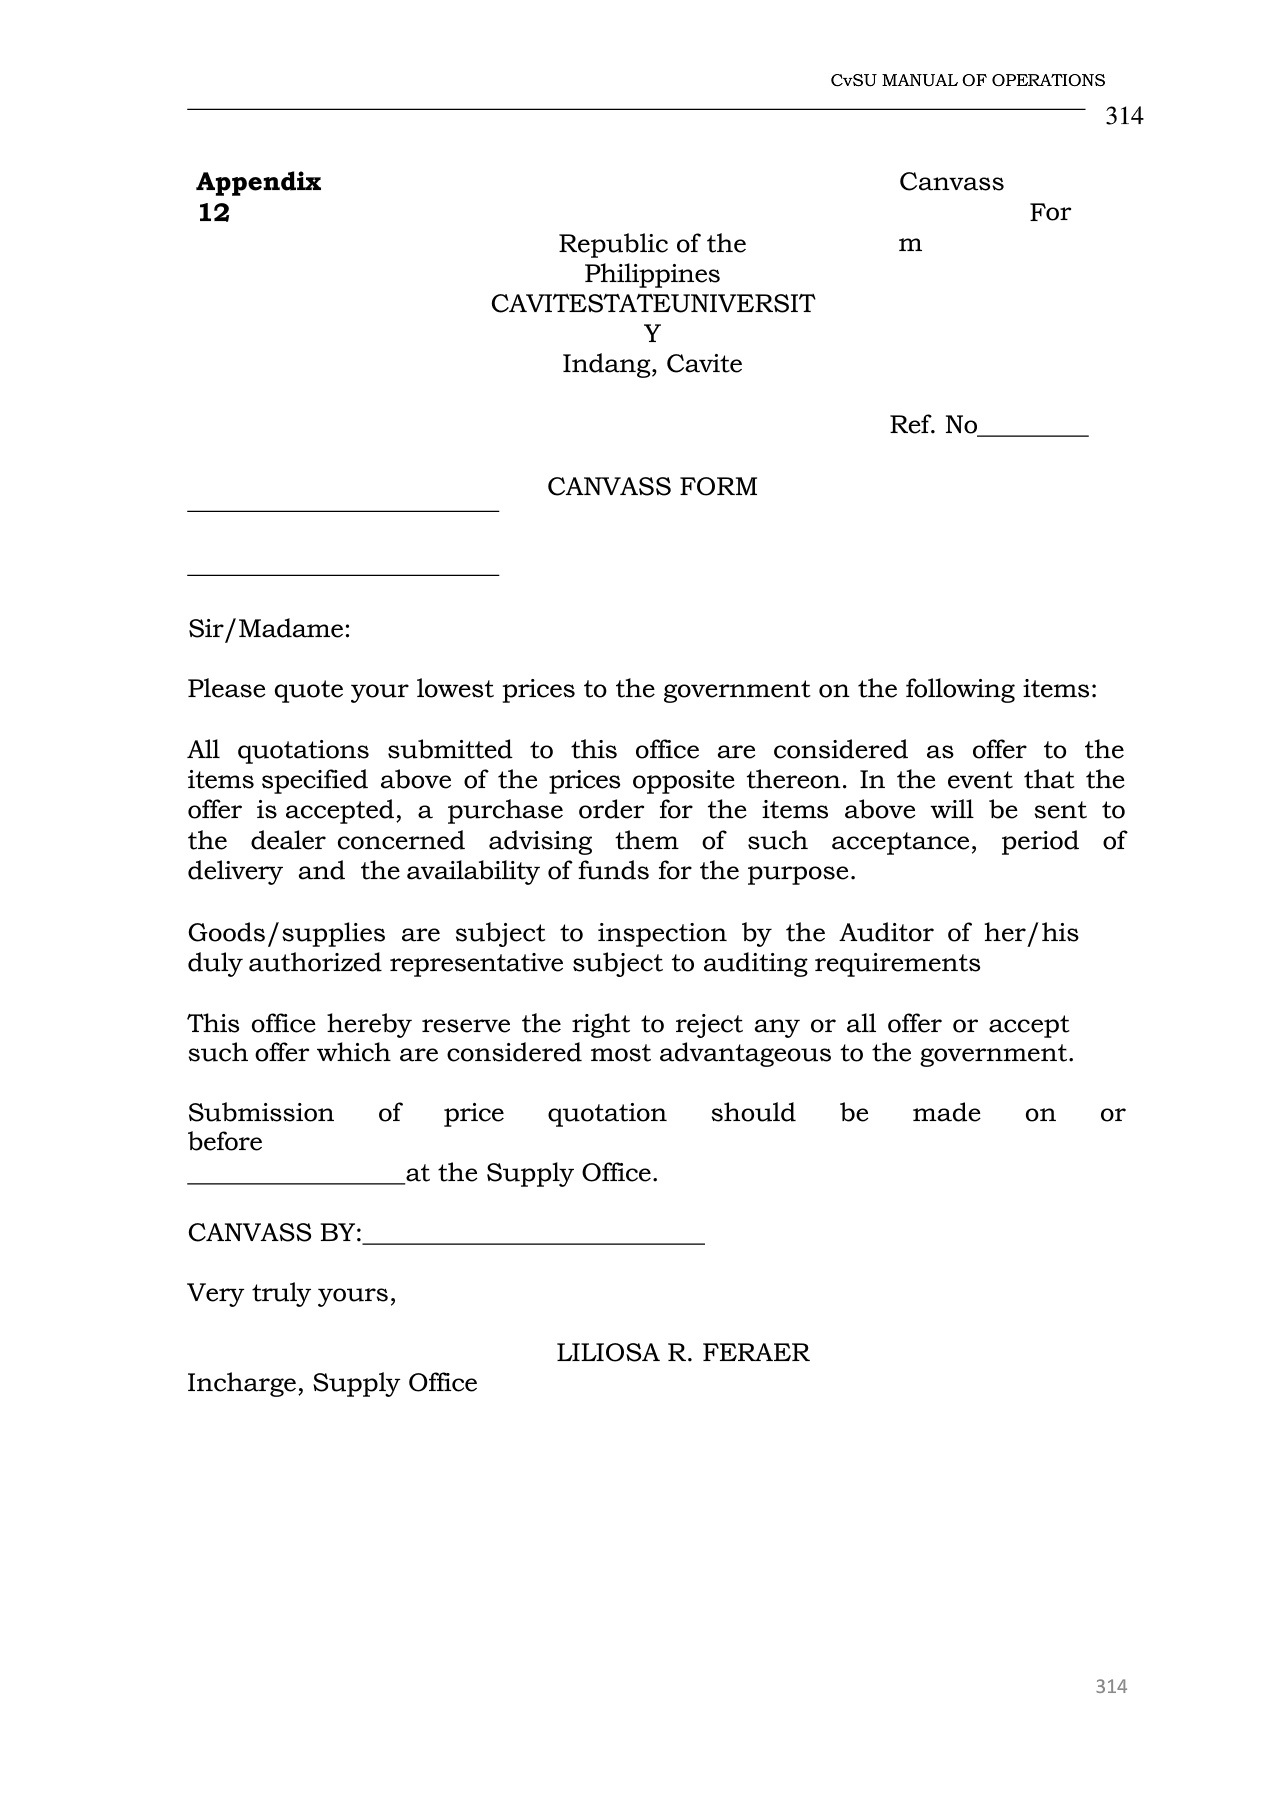 CvSU MANUAL OF OPERATIONS
314
Appendix
12
Canvass
For
m
Republic of the
Philippines
CAVITESTATEUNIVERSIT
Y
Indang, Cavite
Ref. No_________
CANVASS FORM
Sir/Madame:
Please quote your lowest prices to the government on the following items:
All quotations submitted to this office are considered as offer to the
items specified above of the prices opposite thereon. In the event that the
offer is accepted, a purchase order for the items above will be sent to
the dealer concerned advising them of such acceptance, period of
delivery and the availability of funds for the purpose.
Goods/supplies are subject to inspection by the Auditor of her/his
duly authorized representative subject to auditing requirements
This office hereby reserve the right to reject any or all offer or accept
such offer which are considered most advantageous to the government.
Submission of price quotation should be made on or
before
_________________at the Supply Office.
CANVASS BY:___________________________
Very truly yours,
LILIOSA R. FERAER
Incharge, Supply Office
314